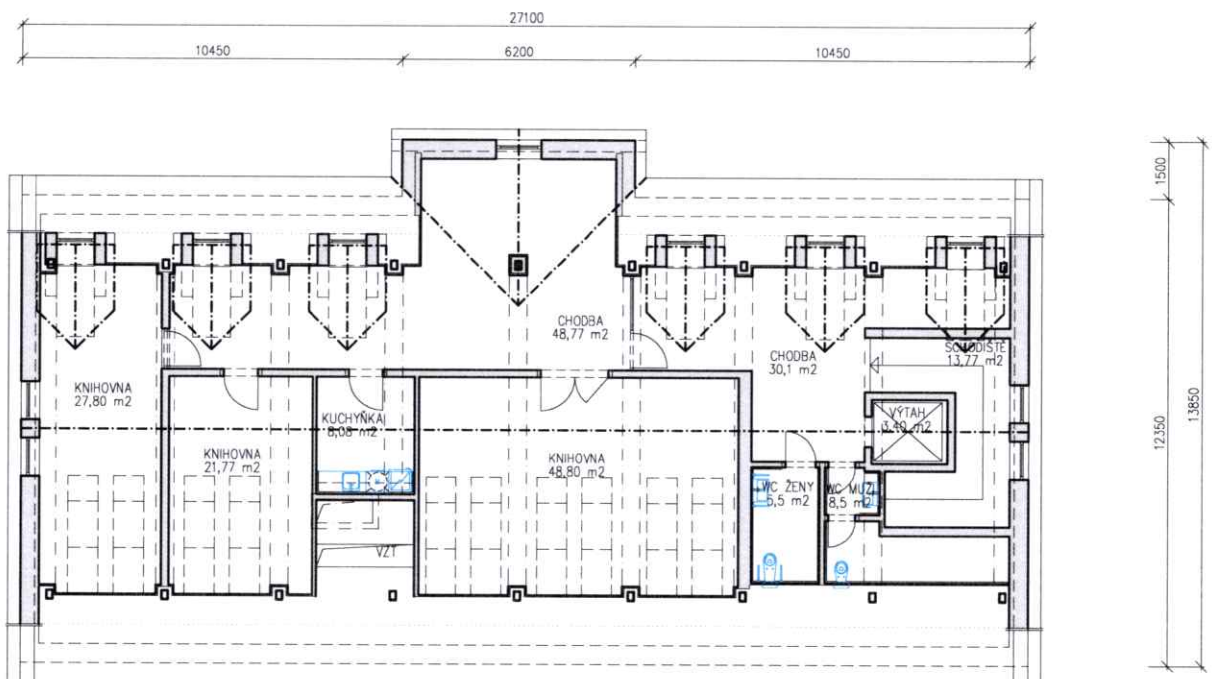 27100
10450
6200
10450
1500
12350
13850
CHODBA
48,77 m2
CHODBA
30,1 m2
SCHODIŠTĚ
13,77 m2
KNIHOVNA
27,80 m2
KUCHYŇKA
8,08 m2
VÝTAH
3,40 m2
KNIHOVNA
21,77 m2
KNIHOVNA
48,80 m2
WC ŽENY
5,5 m2
WC MUŽI
8,5 m2
VZT